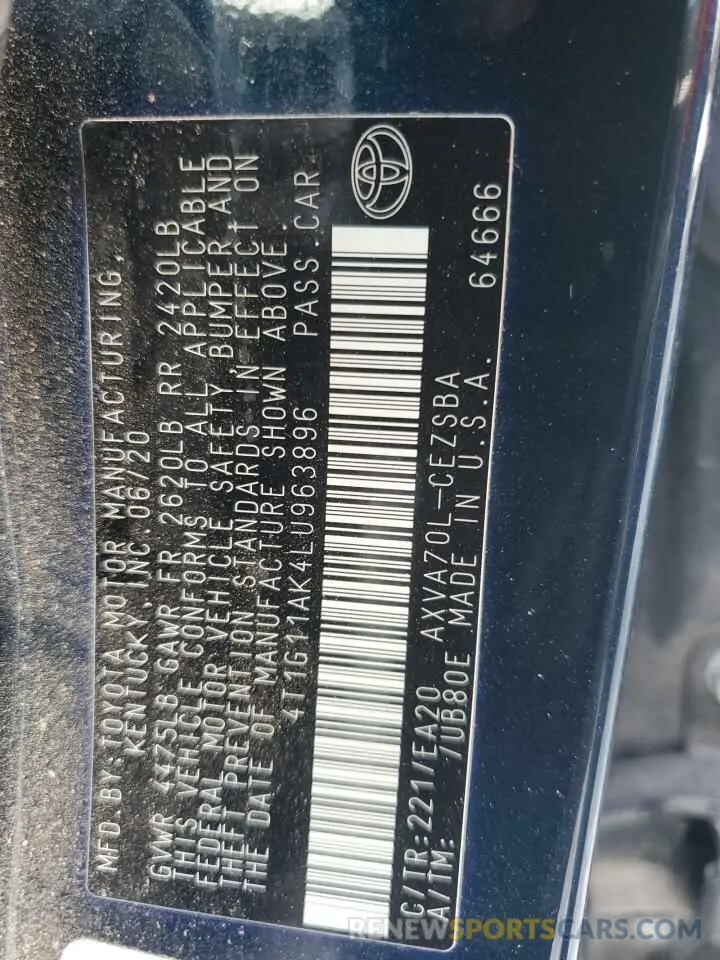 MFD.BY:TOYOTA MOTOR MANUFACTURING,
KENTUCKY,INC.06/20
GVWR 4475LB GAWR FR 2620LB RR 2420LB
THIS VEHICLE CONFORMS TO ALL APPLICABLE
FEDERAL MOTOR VEHICLE SAFETY, BUMPER,AND
THEFT PREVENTION STANDARDS IN EFFECT ON
THE DATE OF MANUFACTURE SHOWN ABOVE.
4T1G11AK4LU963896 PASS.CAR
C/TR:221/EA20 AXVA70L-CEZSBA
A/TM: /UB80E MADE IN U.S.A. 64666
RENEWSPORTSCARS.COM